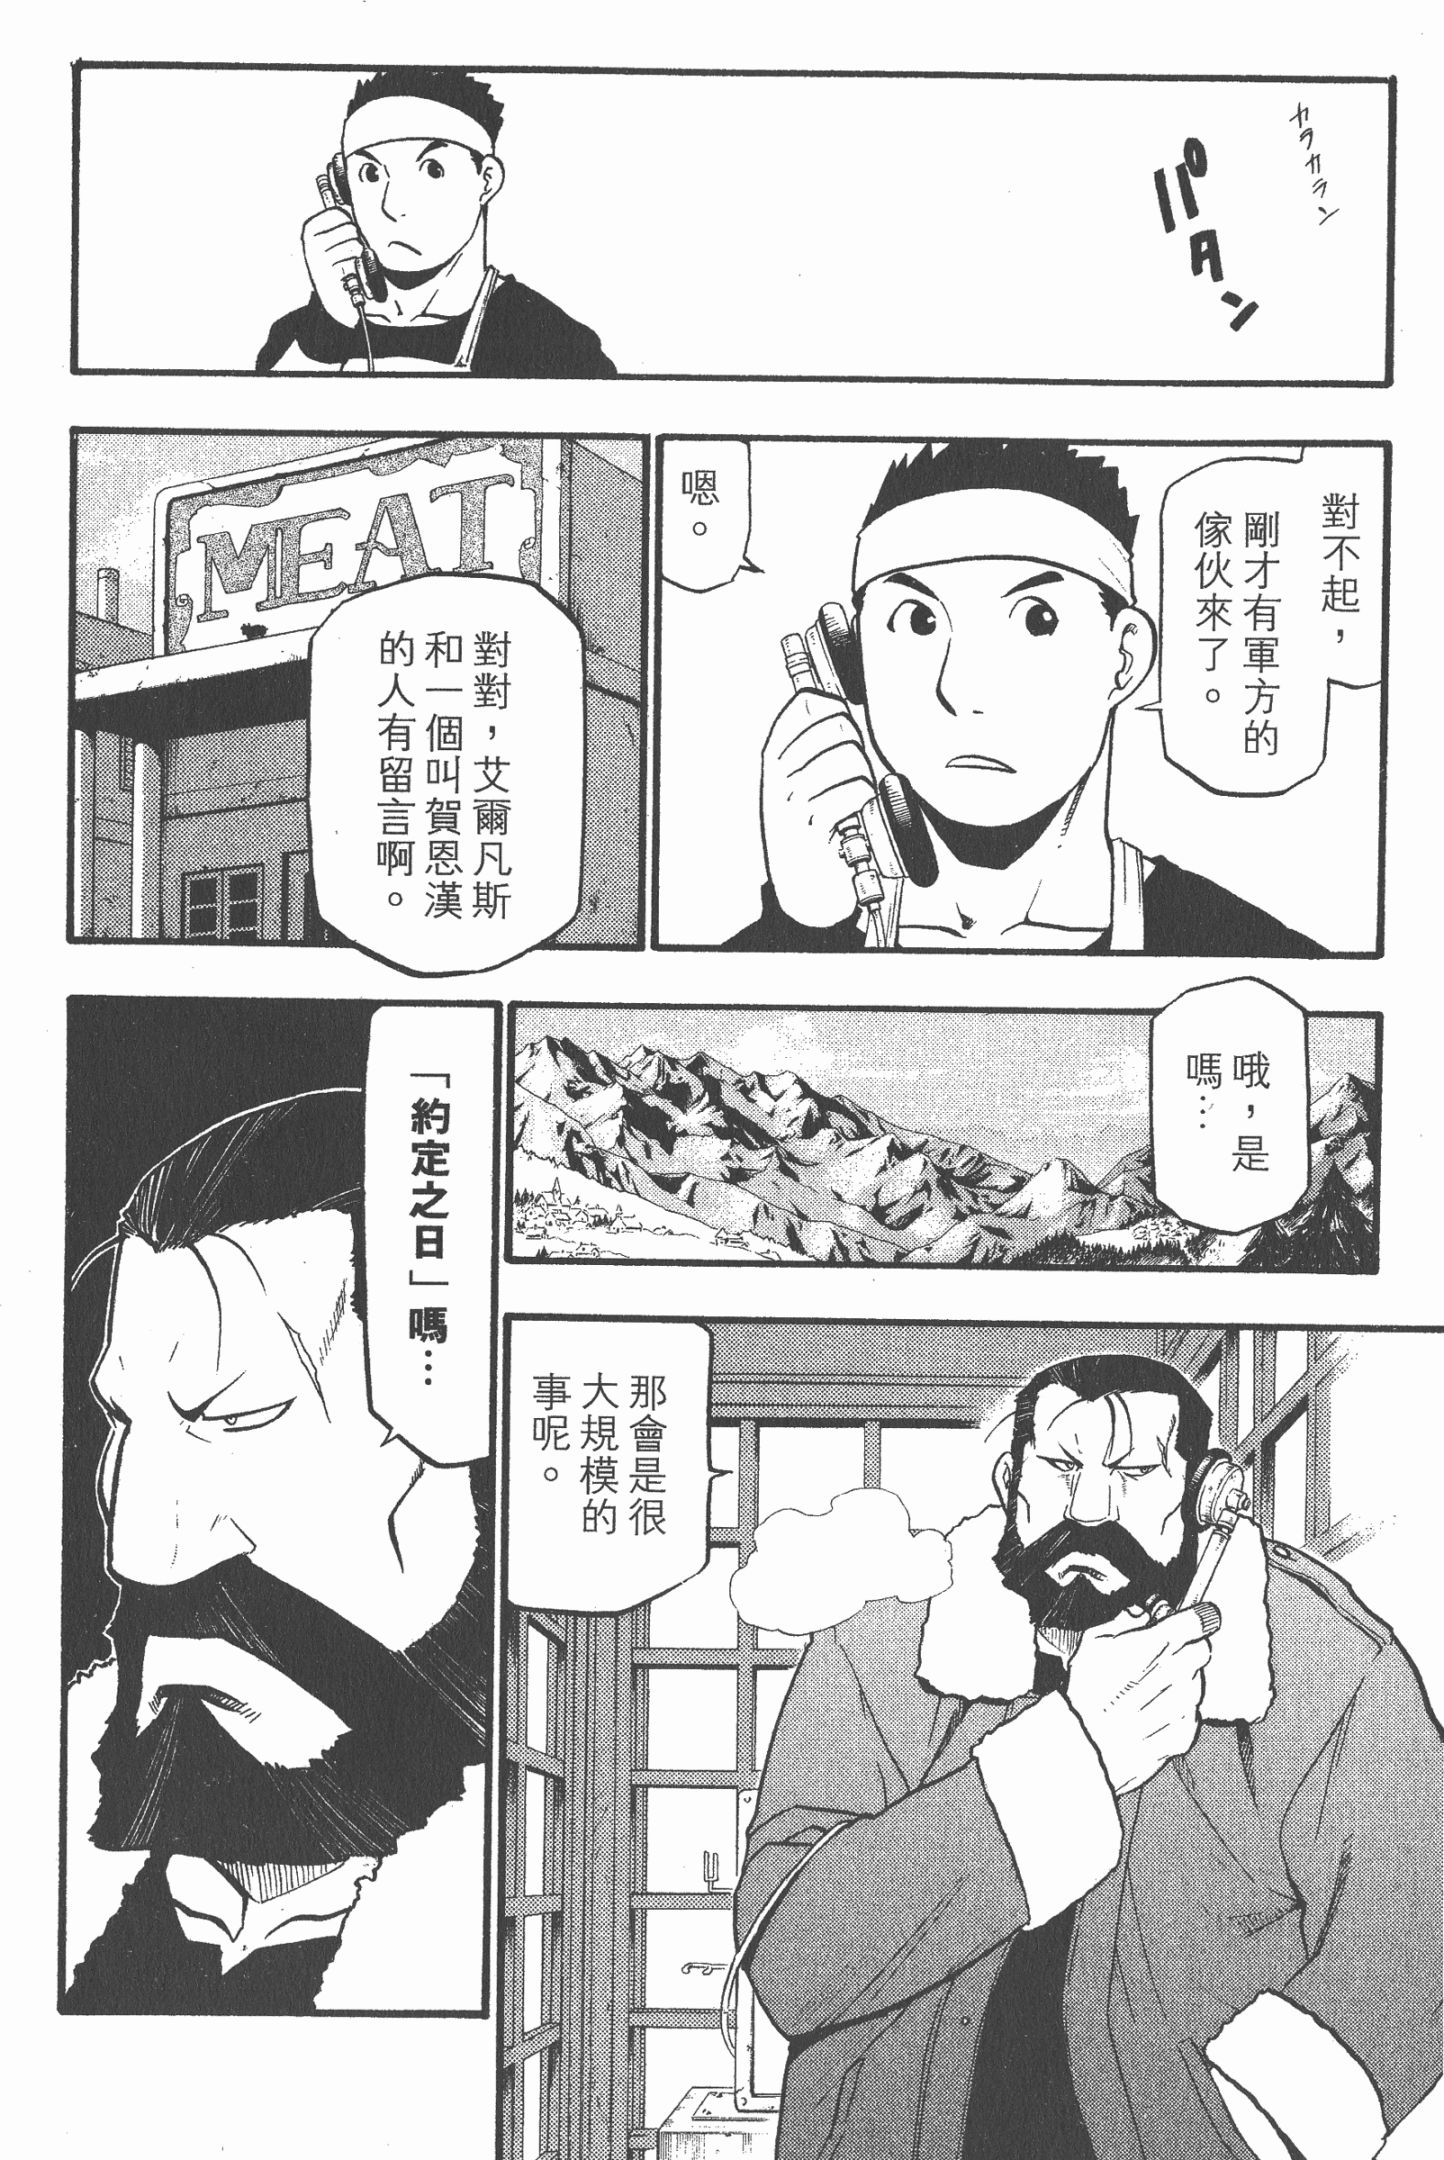 カラカラン
バタン
對不起，
剛才有軍方的
傢伙來了。
嗯。
MEAT
對對，艾爾凡斯
和一個叫賀恩漢
的人有留言啊。
哦，是
嗎…
那會是很
大規模的
事呢。
「約定之日」嗎…